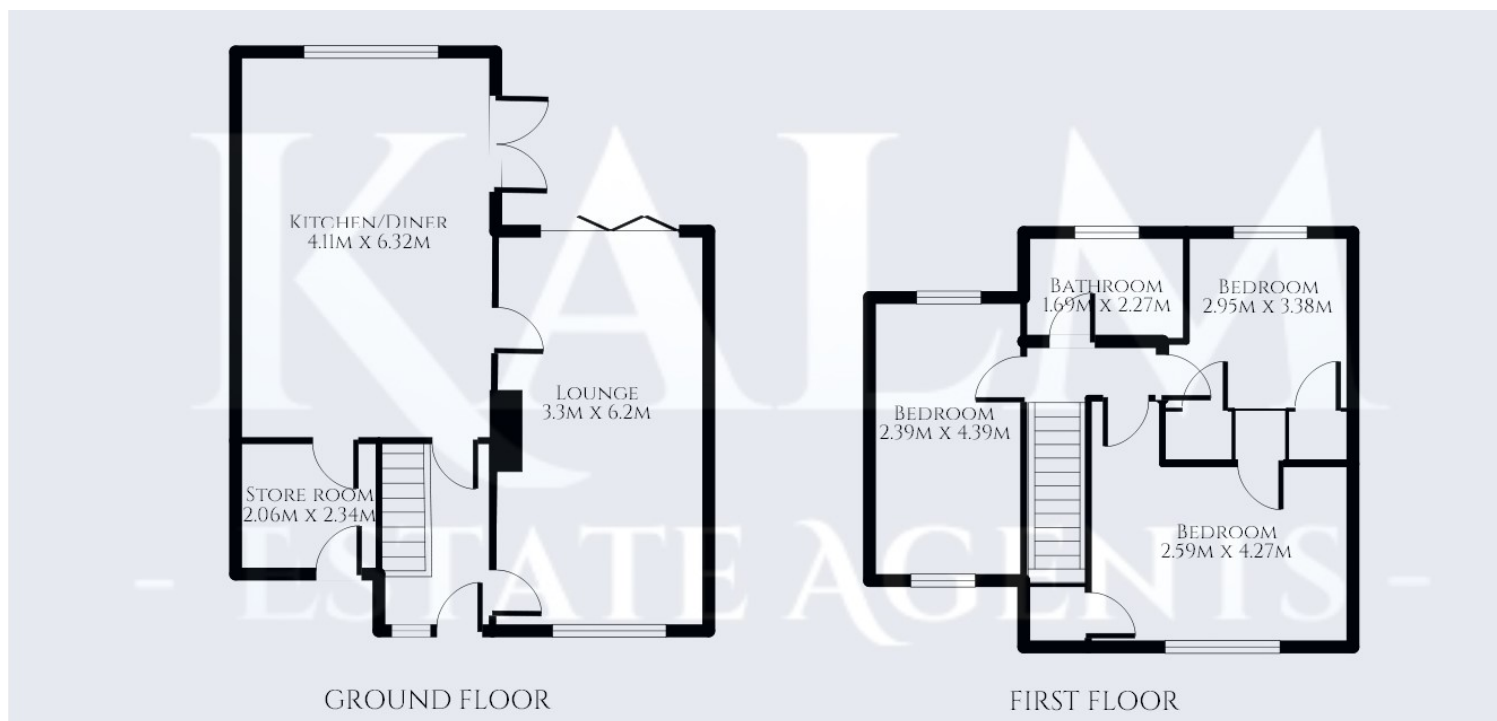 KITCHEN/DINER
4.11M X 6.32M
LOUNGE
3.3M X 6.2M
STORE ROOM
2.06M X 2.34M
GROUND FLOOR
BATHROOM
1.69M X 2.27M
BEDROOM
2.95M X 3.38M
BEDROOM
2.39M X 4.39M
BEDROOM
2.59M X 4.27M
FIRST FLOOR
KALM
- ESTATE AGENTS -